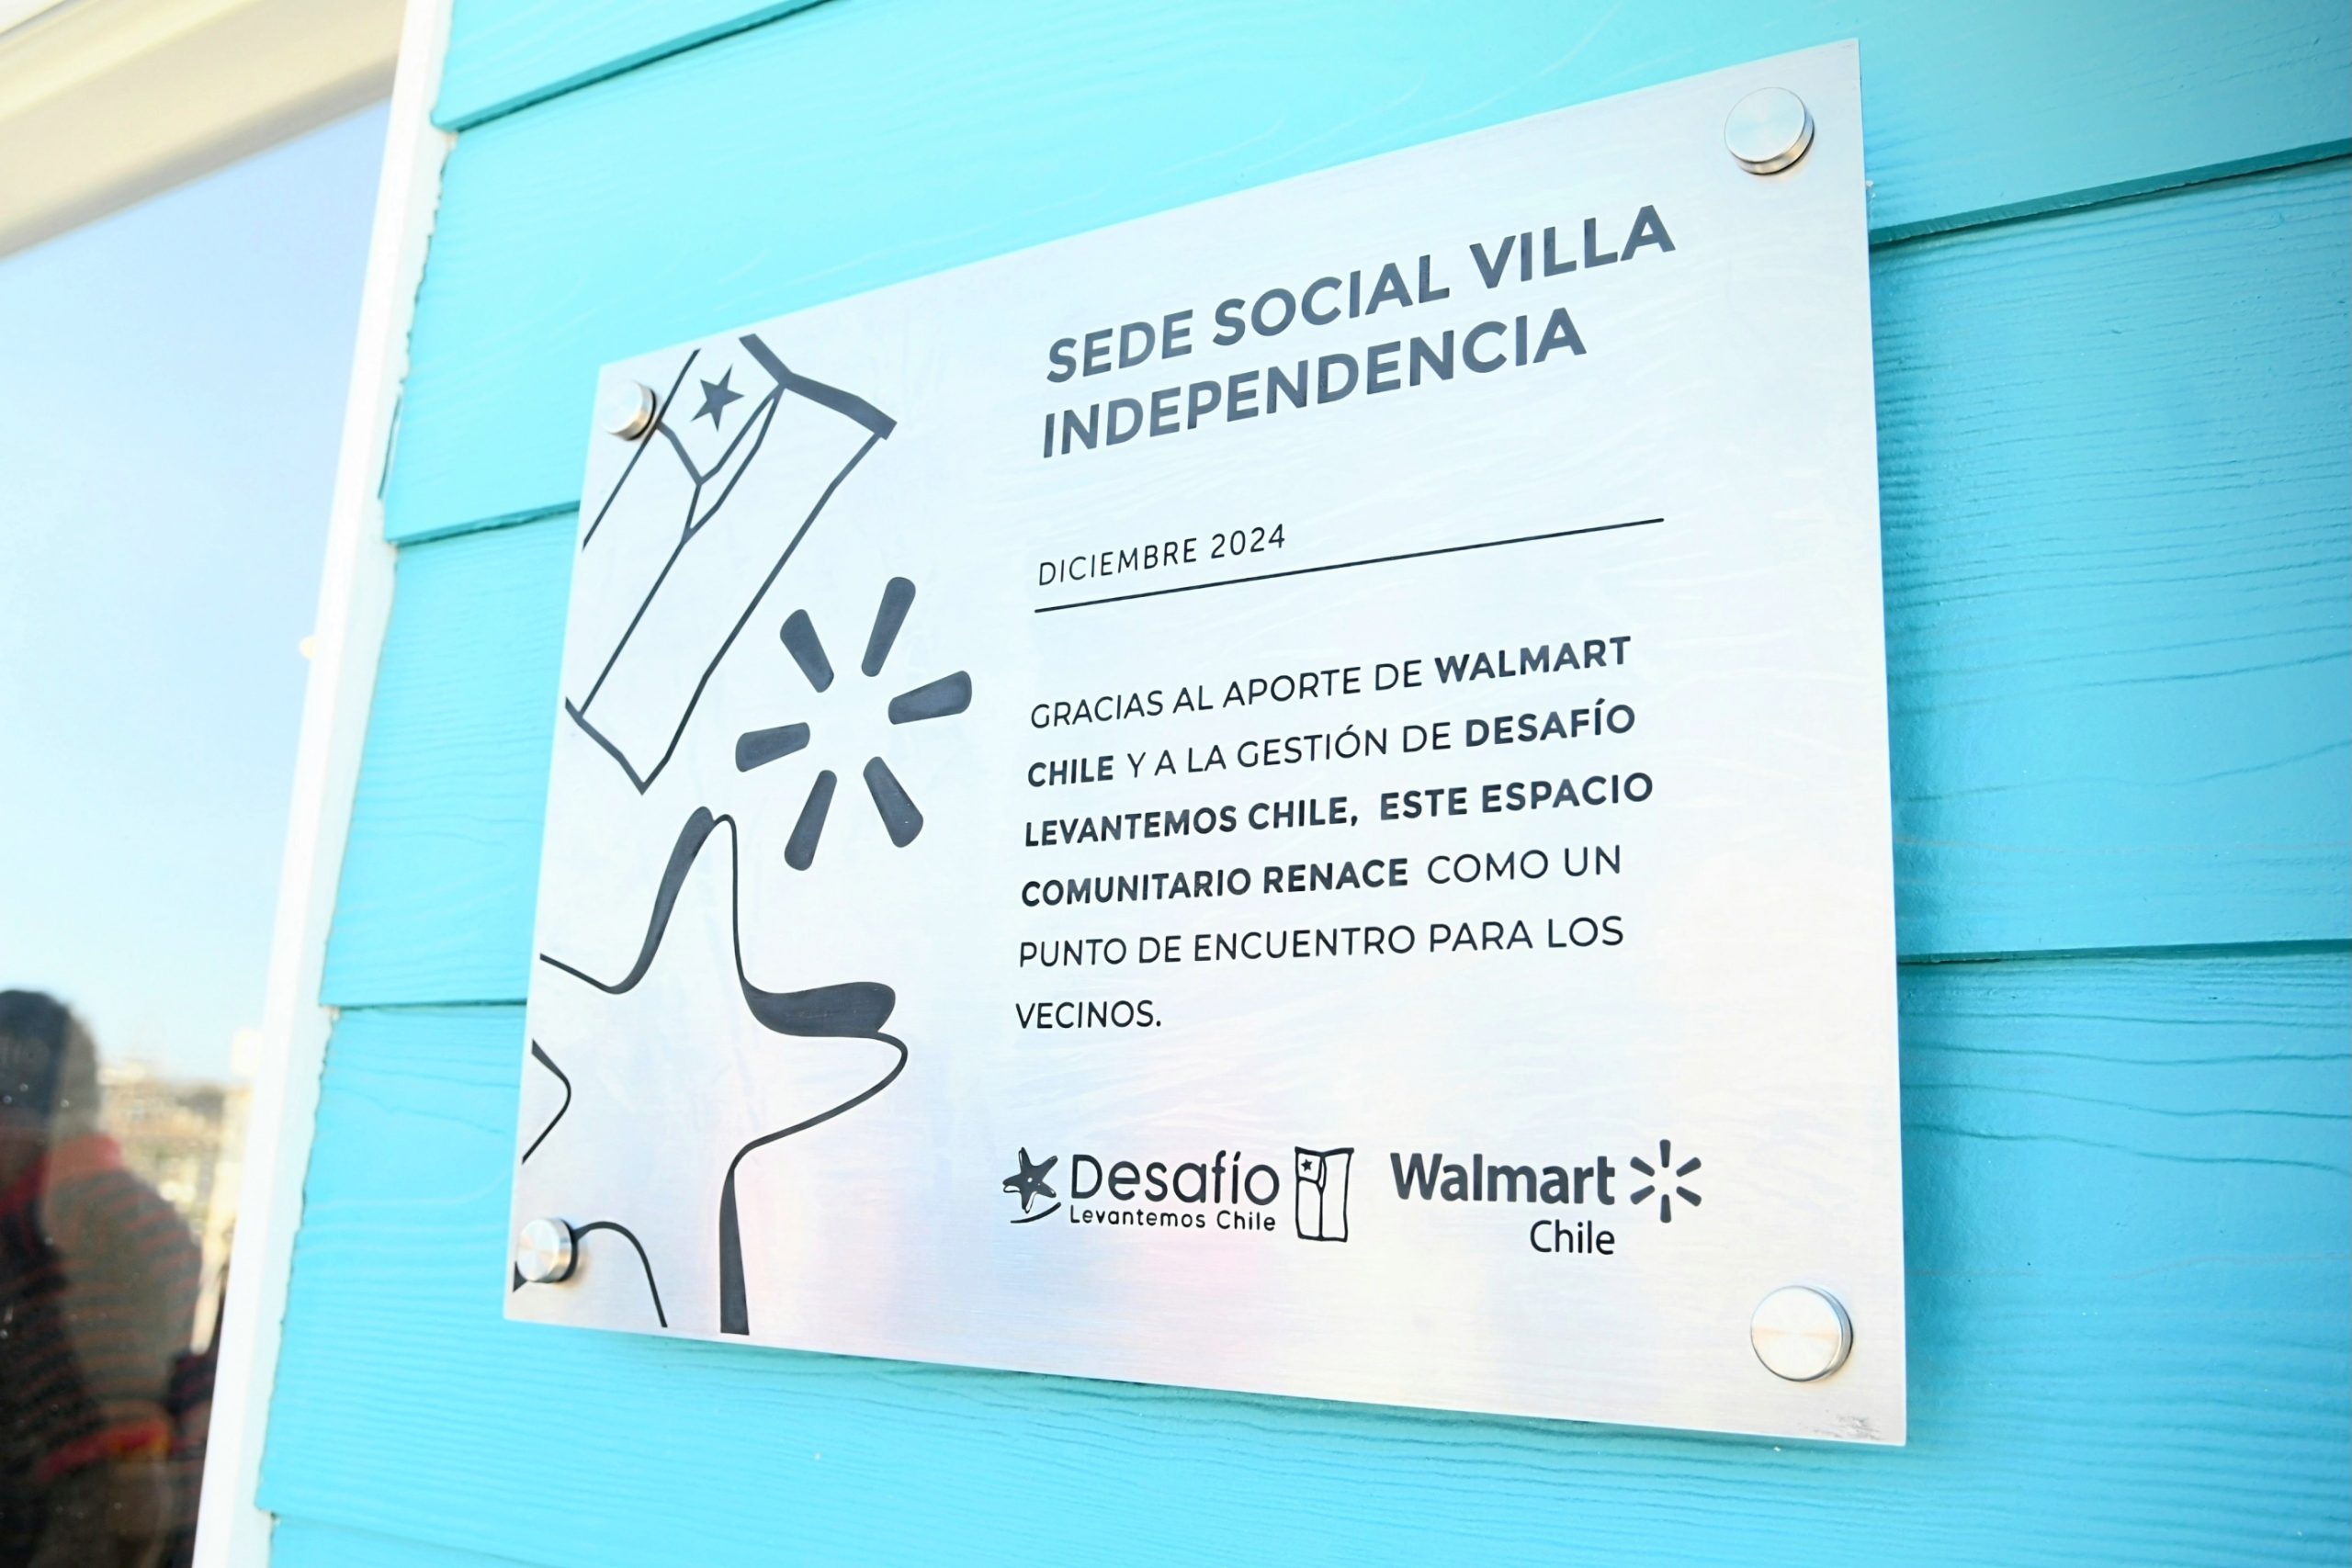 SEDE SOCIAL VILLA
INDEPENDENCIA
DICIEMBRE 2024
GRACIAS AL APORTE DE WALMART
CHILE Y A LA GESTIÓN DE DESAFÍO
LEVANTEMOS CHILE, ESTE ESPACIO
COMUNITARIO RENACE COMO UN
PUNTO DE ENCUENTRO PARA LOS
VECINOS.
Desafío
Levantemos Chile
Walmart
Chile